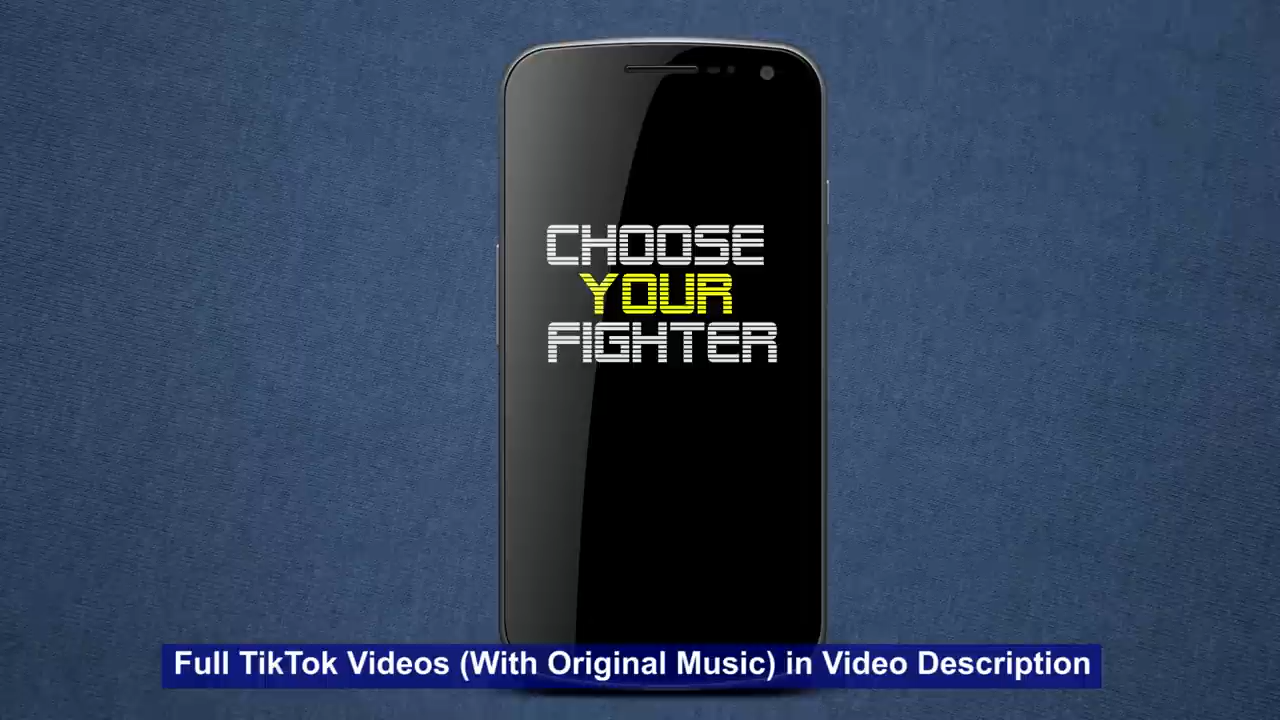 CHOOSE
YOUR
FIGHTER
Full TikTok Videos (With Original Music) in Video Description